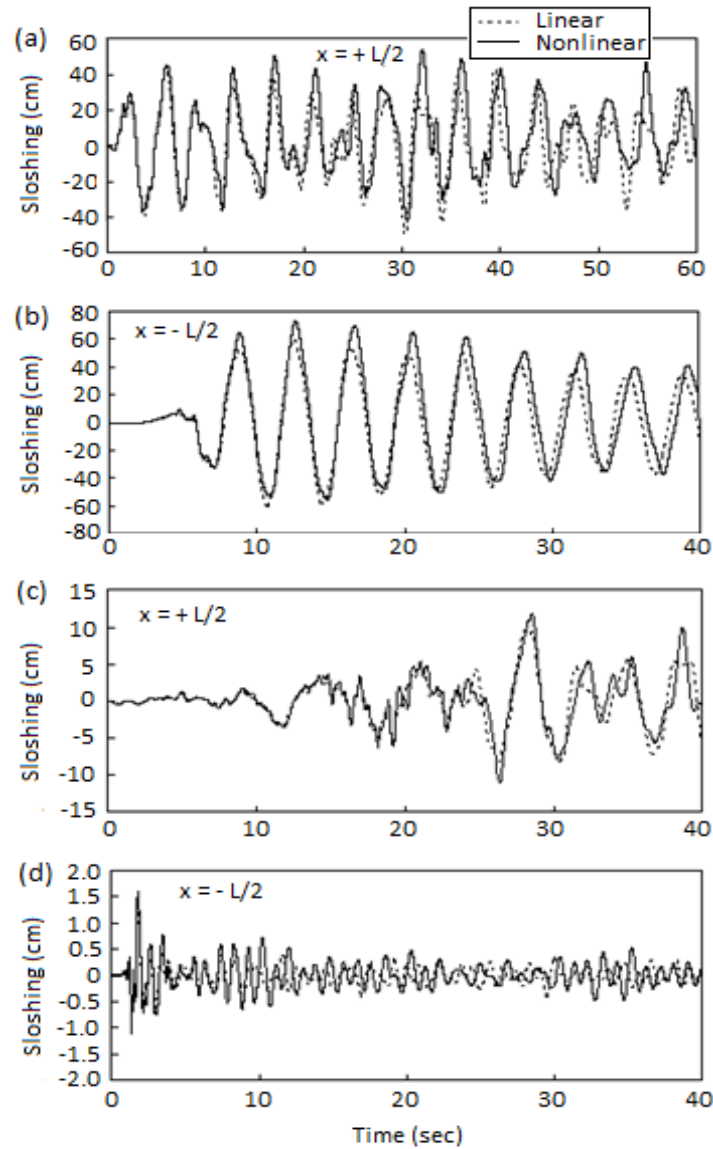 Linear
Nonlinear
(a)
x = + L/2
Sloshing (cm)
60
40
20
0
-20
-40
-60
0 10 20 30 40 50 60
(b)
x = - L/2
Sloshing (cm)
80
60
40
20
0
-20
-40
-60
-80
0 10 20 30 40
(c)
x = + L/2
Sloshing (cm)
15
10
5
0
-5
-10
-15
0 10 20 30 40
(d)
x = - L/2
Sloshing (cm)
2.0
1.5
1.0
0.5
0
-0.5
-1.0
-1.5
-2.0
0 10 20 30 40
Time (sec)